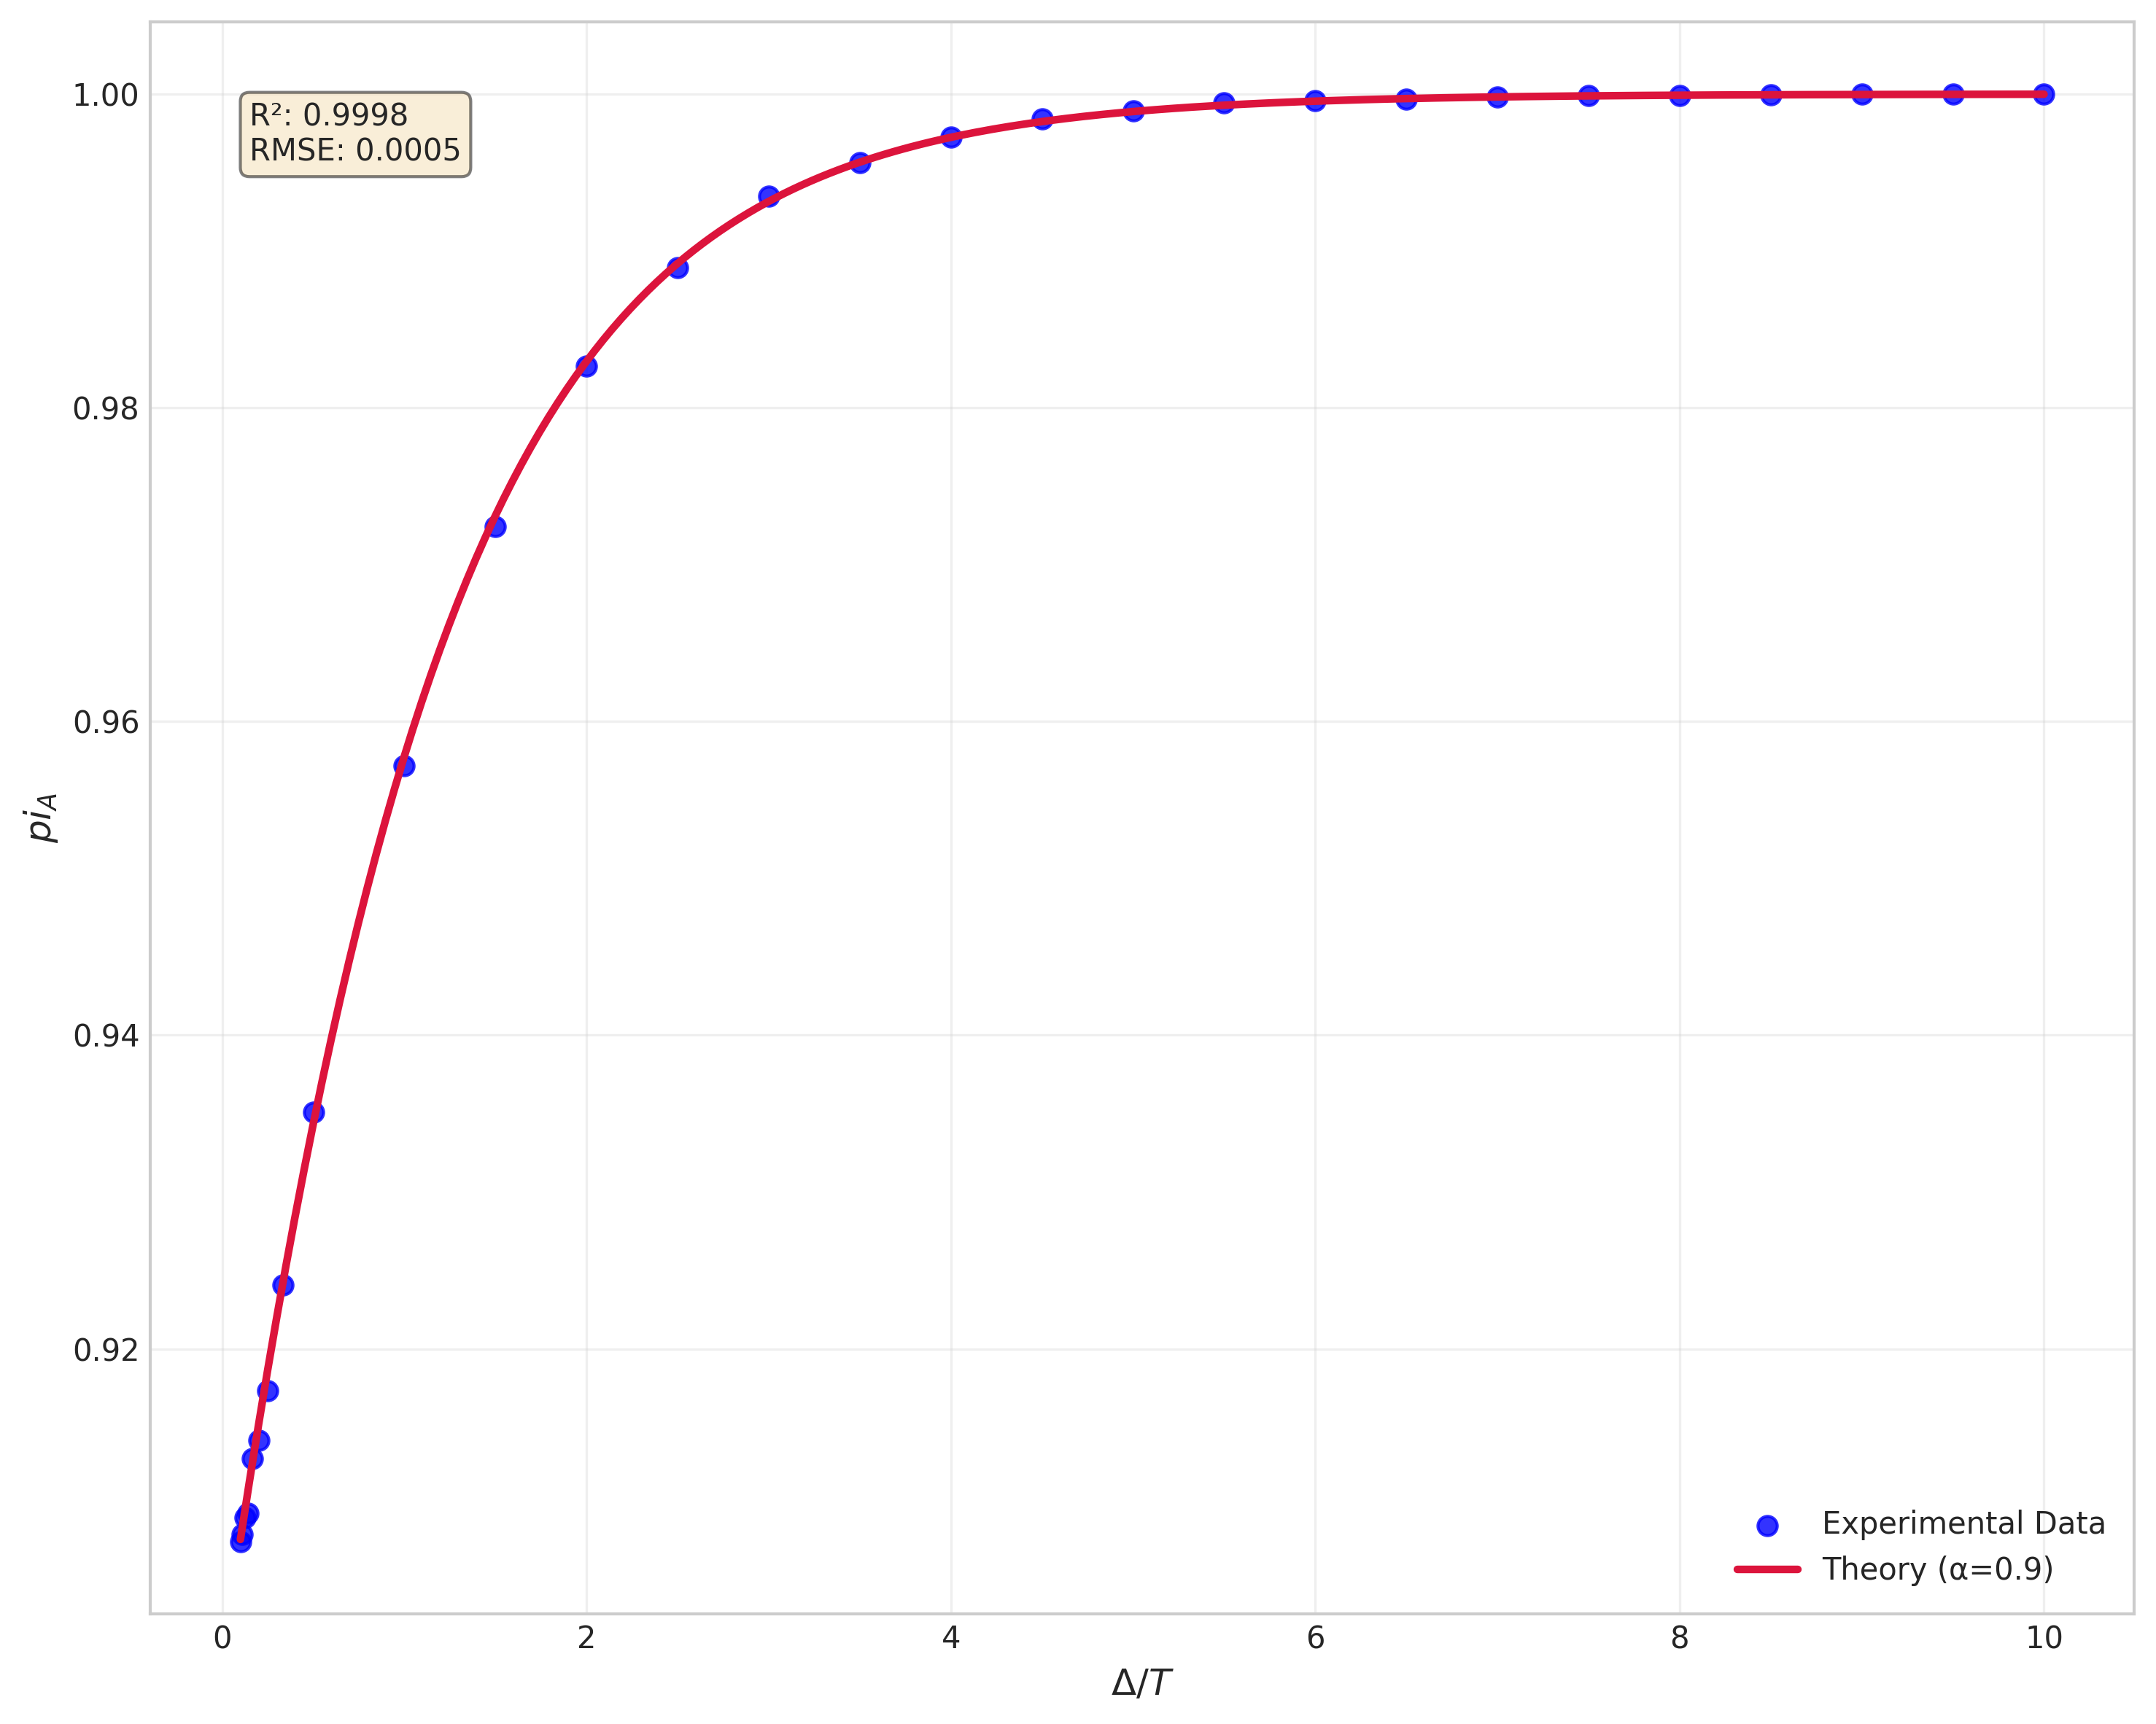 R²: 0.9998
RMSE: 0.0005
1.00
0.98
0.96
0.94
0.92
pi_A
0 2 4 6 8 10
Δ/T
Experimental Data
Theory (α=0.9)